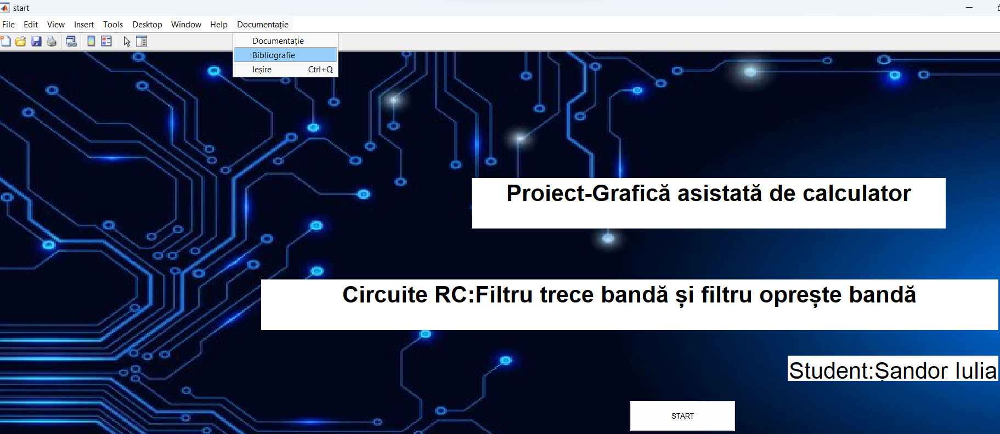 start
File Edit View Insert Tools Desktop Window Help Documentație
Documentație
Bibliografie
Ieșire Ctrl+Q
Proiect-Grafică asistată de calculator
Circuite RC:Filtru trece bandă și filtru oprește bandă
Student:Șandor Iulia
START